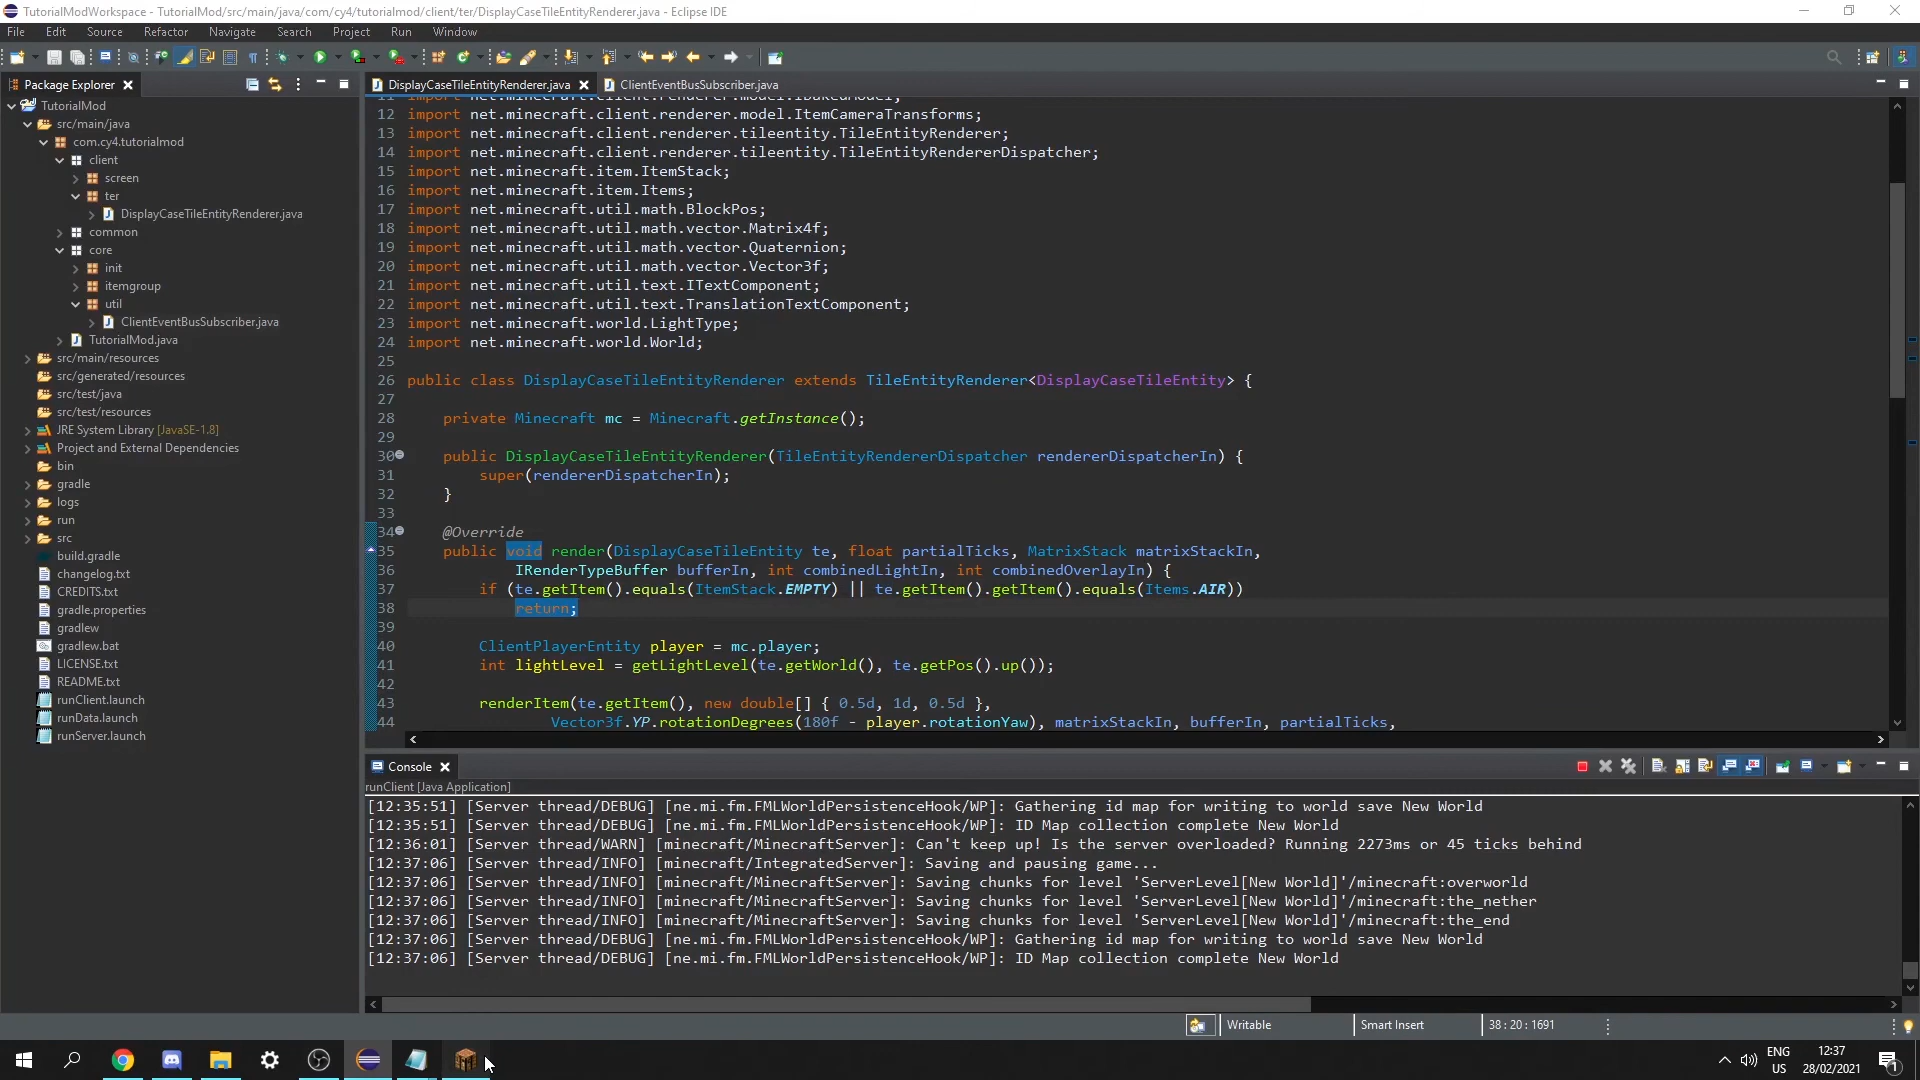 TutorialModWorkspace - TutorialMod/src/main/java/com/cy4/tutorialmod/client/ter/DisplayCaseTileEntityRenderer.java - Eclipse IDE
File Edit Source Refactor Navigate Search Project Run Window
Package Explorer
TutorialMod
src/main/java
com.cy4.tutorialmod
client
screen
ter
DisplayCaseTileEntityRenderer.java
common
core
init
itemgroup
util
ClientEventBusSubscriber.java
TutorialMod.java
src/main/resources
src/generated/resources
src/test/java
src/test/resources
JRE System Library [JavaSE-1.8]
Project and External Dependencies
bin
gradle
logs
run
src
build.gradle
changelog.txt
CREDITS.txt
gradle.properties
gradlew
gradlew.bat
LICENSE.txt
README.txt
runClient.launch
runData.launch
runServer.launch
DisplayCaseTileEntityRenderer.java ClientEventBusSubscriber.java
11 import net.minecraft.client.renderer.model.IBakedModel;
12 import net.minecraft.client.renderer.model.ItemCameraTransforms;
13 import net.minecraft.client.renderer.tileentity.TileEntityRenderer;
14 import net.minecraft.client.renderer.tileentity.TileEntityRendererDispatcher;
15 import net.minecraft.item.ItemStack;
16 import net.minecraft.item.Items;
17 import net.minecraft.util.math.BlockPos;
18 import net.minecraft.util.math.vector.Matrix4f;
19 import net.minecraft.util.math.vector.Quaternion;
20 import net.minecraft.util.math.vector.Vector3f;
21 import net.minecraft.util.text.ITextComponent;
22 import net.minecraft.util.text.TranslationTextComponent;
23 import net.minecraft.world.LightType;
24 import net.minecraft.world.World;
25
26 public class DisplayCaseTileEntityRenderer extends TileEntityRenderer<DisplayCaseTileEntity> {
27
28 private Minecraft mc = Minecraft.getInstance();
29
30 public DisplayCaseTileEntityRenderer(TileEntityRendererDispatcher rendererDispatcherIn) {
31 super(rendererDispatcherIn);
32 }
33
34 @Override
35 public void render(DisplayCaseTileEntity te, float partialTicks, MatrixStack matrixStackIn,
36 IRenderTypeBuffer bufferIn, int combinedLightIn, int combinedOverlayIn) {
37 if (te.getItem().equals(ItemStack.EMPTY) || te.getItem().getItem().equals(Items.AIR))
38 return;
39
40 ClientPlayerEntity player = mc.player;
41 int lightLevel = getLightLevel(te.getWorld(), te.getPos().up());
42
43 renderItem(te.getItem(), new double[] { 0.5d, 1d, 0.5d },
44 Vector3f.YP.rotationDegrees(180f - player.rotationYaw), matrixStackIn, bufferIn, partialTicks,
Console
runClient [Java Application]
[12:35:51] [Server thread/DEBUG] [ne.mi.fm.FMLWorldPersistenceHook/WP]: Gathering id map for writing to world save New World
[12:35:51] [Server thread/DEBUG] [ne.mi.fm.FMLWorldPersistenceHook/WP]: ID Map collection complete New World
[12:36:01] [Server thread/WARN] [minecraft/MinecraftServer]: Can't keep up! Is the server overloaded? Running 2273ms or 45 ticks behind
[12:37:06] [Server thread/INFO] [minecraft/IntegratedServer]: Saving and pausing game...
[12:37:06] [Server thread/INFO] [minecraft/MinecraftServer]: Saving chunks for level 'ServerLevel[New World]'/minecraft:overworld
[12:37:06] [Server thread/INFO] [minecraft/MinecraftServer]: Saving chunks for level 'ServerLevel[New World]'/minecraft:the_nether
[12:37:06] [Server thread/INFO] [minecraft/MinecraftServer]: Saving chunks for level 'ServerLevel[New World]'/minecraft:the_end
[12:37:06] [Server thread/DEBUG] [ne.mi.fm.FMLWorldPersistenceHook/WP]: Gathering id map for writing to world save New World
[12:37:06] [Server thread/DEBUG] [ne.mi.fm.FMLWorldPersistenceHook/WP]: ID Map collection complete New World
Writable Smart Insert 38 : 20 : 1691
ENG 12:37
US 28/02/2021 1